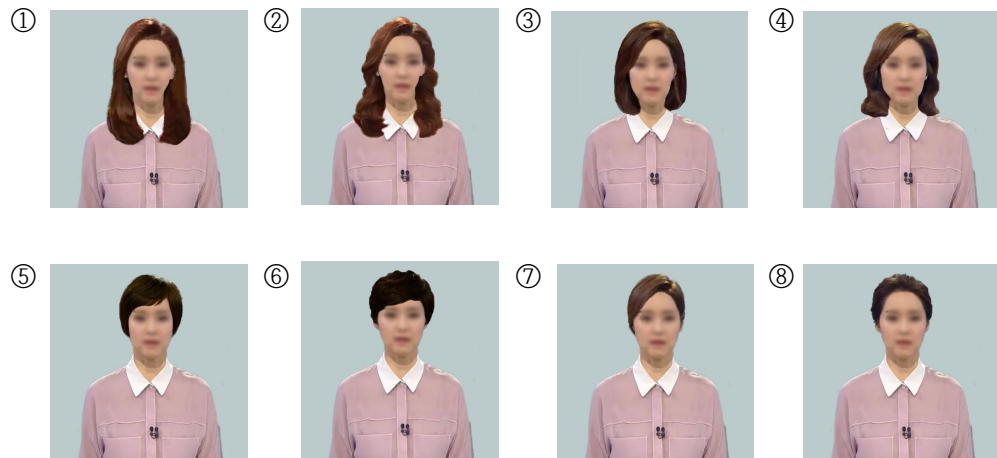 ① ② ③ ④
⑤ ⑥ ⑦ ⑧